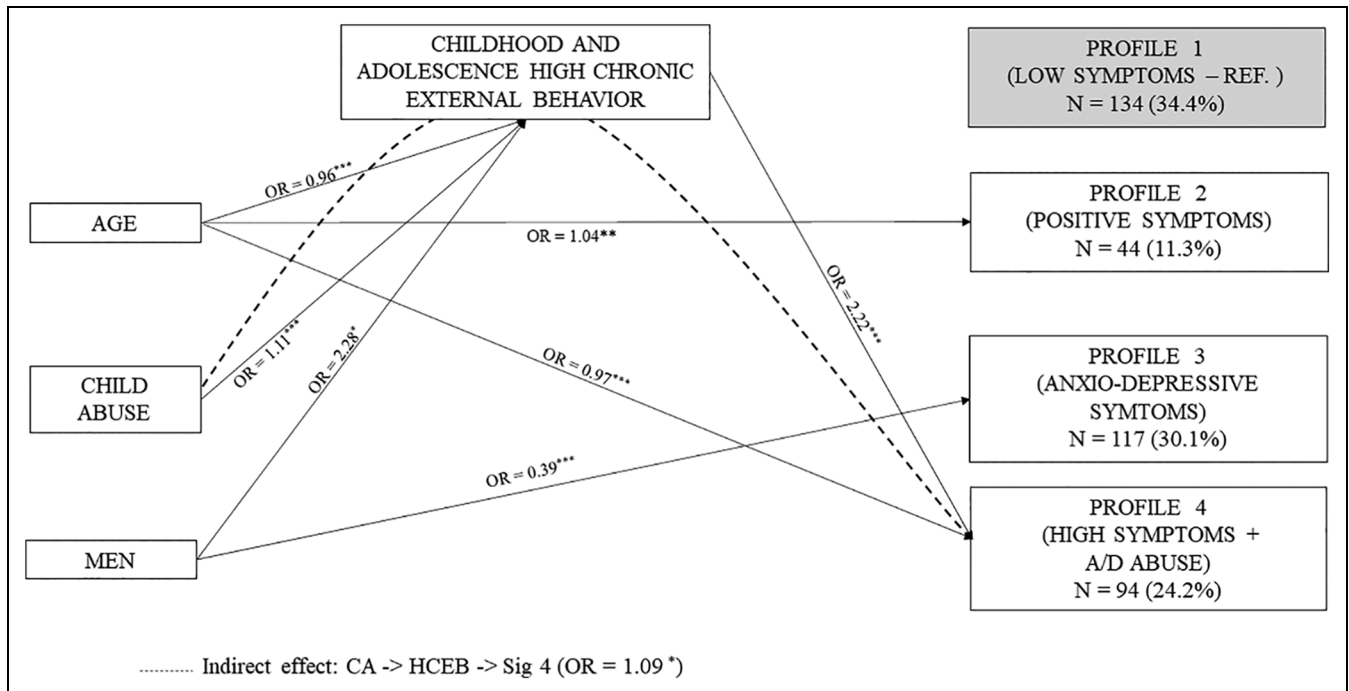 CHILDHOOD AND
ADOLESCENCE HIGH CHRONIC
EXTERNAL BEHAVIOR
PROFILE 1
(LOW SYMPTOMS – REF. )
N = 134 (34.4%)
OR = 0.96***
AGE
OR = 1.04**
PROFILE 2
(POSITIVE SYMPTOMS)
N = 44 (11.3%)
OR = 2.22***
OR = 1.11***
OR = 2.28*
OR = 0.97***
CHILD
ABUSE
PROFILE 3
(ANXIO-DEPRESSIVE
SYMTOMS)
N = 117 (30.1%)
OR = 0.39***
MEN
PROFILE 4
(HIGH SYMPTOMS +
A/D ABUSE)
N = 94 (24.2%)
Indirect effect: CA -> HCEB -> Sig 4 (OR = 1.09 *)